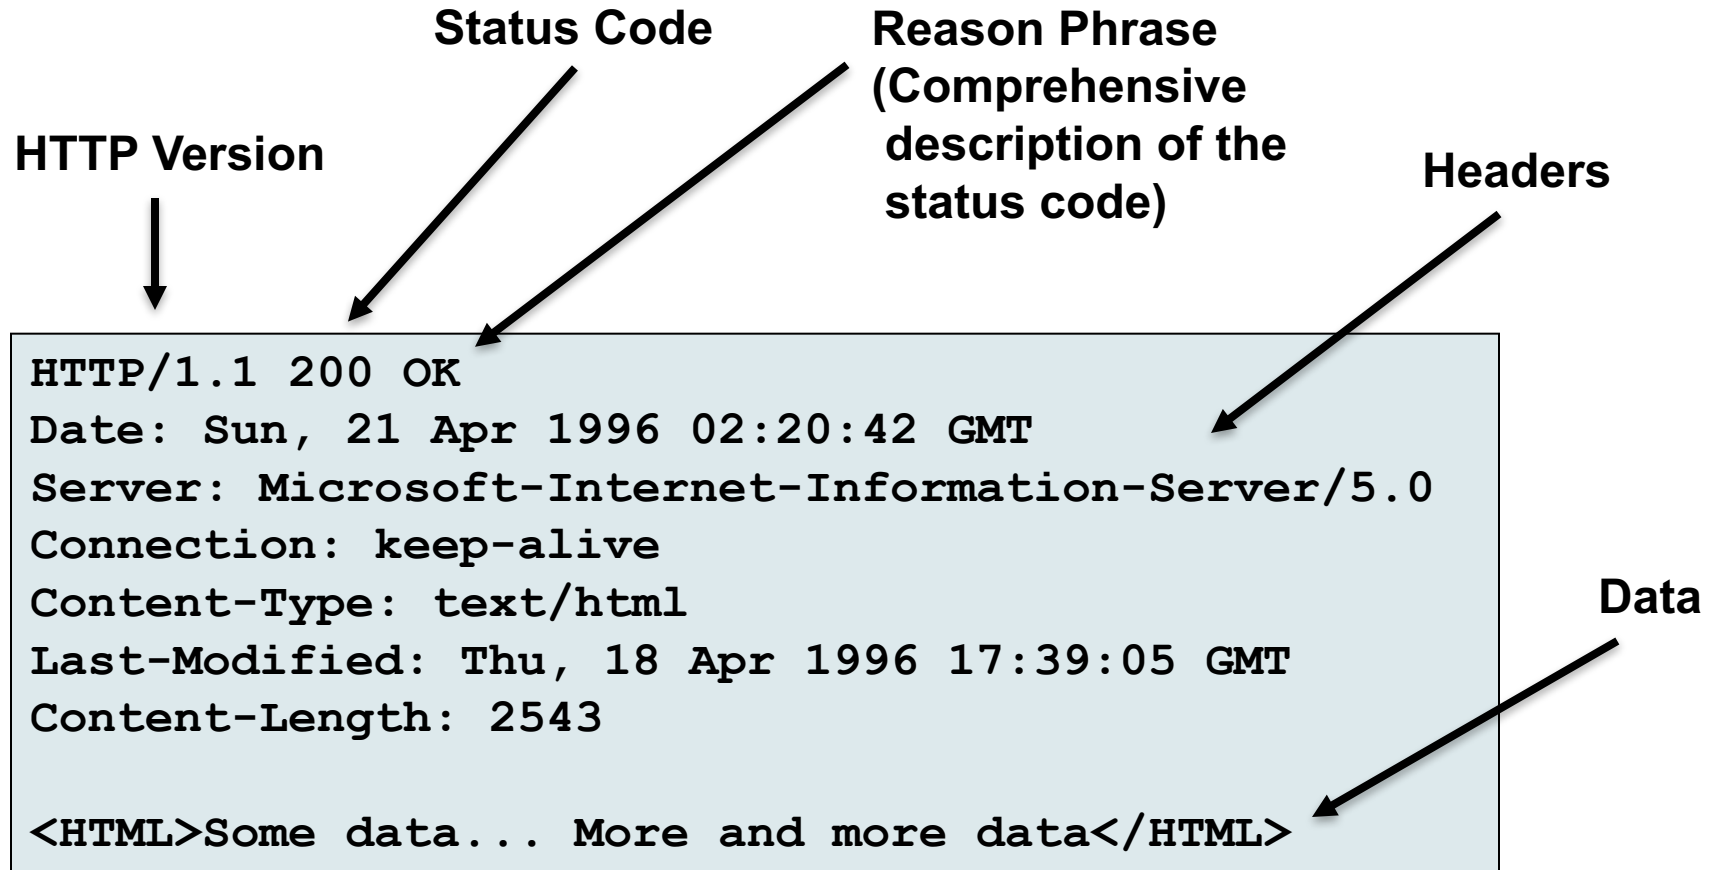 Status Code
Reason Phrase
(Comprehensive
description of the
status code)
HTTP Version
Headers
HTTP/1.1 200 OK
Date: Sun, 21 Apr 1996 02:20:42 GMT
Server: Microsoft-Internet-Information-Server/5.0
Connection: keep-alive
Content-Type: text/html
Last-Modified: Thu, 18 Apr 1996 17:39:05 GMT
Content-Length: 2543
Data
<HTML>Some data... More and more data</HTML>